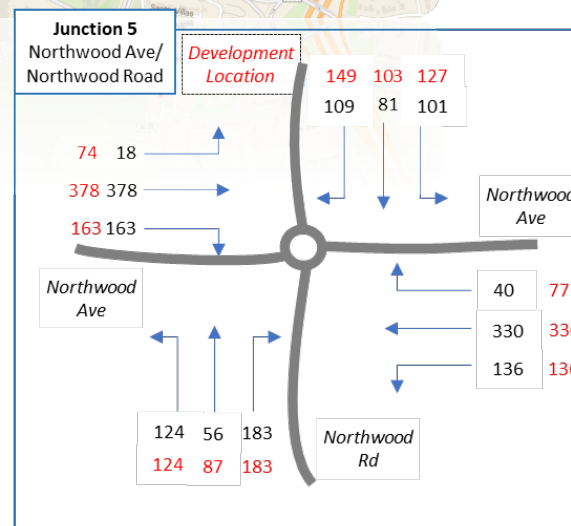 Junction 5
Northwood Ave/
Northwood Road
Development
Location
149 103 127
109 81 101
74 18
378 378
163 163
Northwood
Ave
Northwood
Ave
40 77
330
136
124 56 183
124 87 183
Northwood
Rd